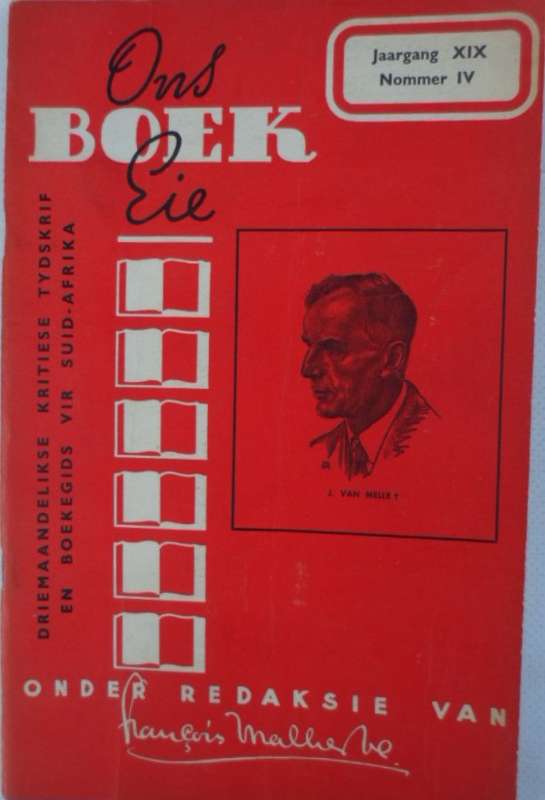 Ons
BOEK
Eie
Jaargang XIX
Nommer IV
DRIEMAANDELIKSE KRITIESE TYDSKRIF
EN BOEKEGIDS VIR SUID-AFRIKA
J. VAN MELLE †
ONDER REDAKSIE VAN
François Malherbe.